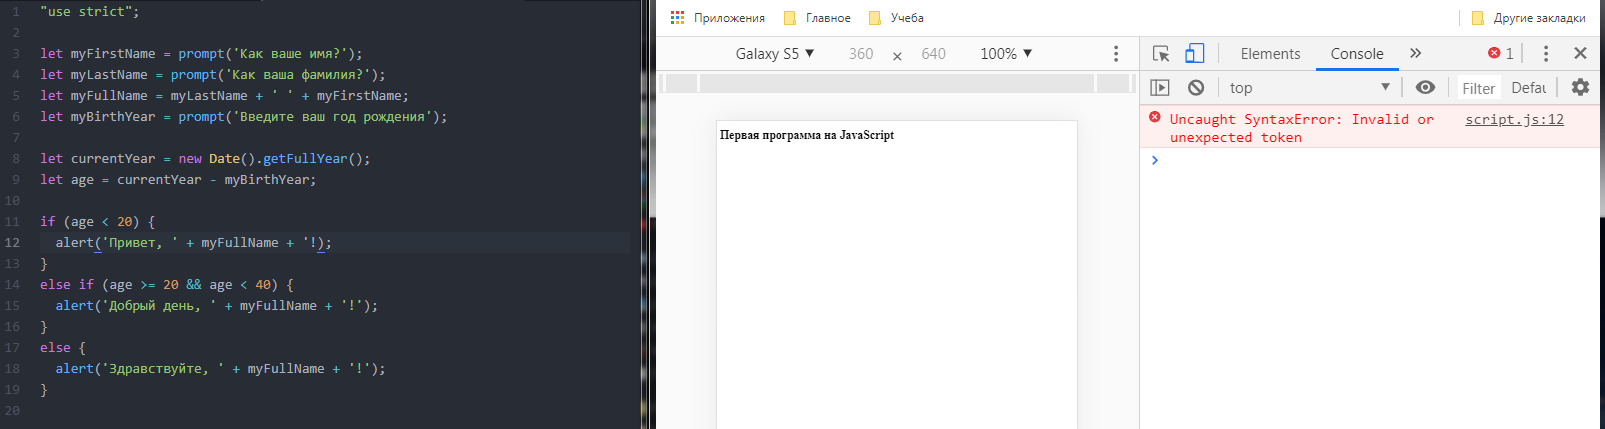 1 "use strict";
2
3 let myFirstName = prompt('Как ваше имя?');
4 let myLastName = prompt('Как ваша фамилия?');
5 let myFullName = myLastName + ' ' + myFirstName;
6 let myBirthYear = prompt('Введите ваш год рождения');
7
8 let currentYear = new Date().getFullYear();
9 let age = currentYear - myBirthYear;
10
11 if (age < 20) {
12 alert('Привет, ' + myFullName + '!);
13 }
14 else if (age >= 20 && age < 40) {
15 alert('Добрый день, ' + myFullName + '!');
16 }
17 else {
18 alert('Здравствуйте, ' + myFullName + '!');
19 }
20
Приложения Главное Учеба Другие закладки
Galaxy S5 ▼ 360 × 640 100% ▼
Первая программа на JavaScript
Elements Console » 1
top ▼ Filter Defau
Uncaught SyntaxError: Invalid or script.js:12
unexpected token
>